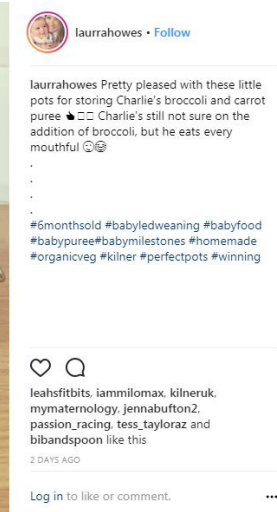 laurrahowes • Follow
laurrahowes Pretty pleased with these little
pots for storing Charlie's broccoli and carrot
puree 👆🏻□□ Charlie's still not sure on the
addition of broccoli, but he eats every
mouthful 🙄😂
.
.
.
.
#6monthsold #babyledweaning #babyfood
#babypuree#babymilestones #homemade
#organicveg #kilner #perfectpots #winning
leahsfitbits, iammilomax, kilneruk,
mymaternology, jennabufton2,
passion_racing, tess_tayloraz and
bibandspoon like this
2 DAYS AGO
Log in to like or comment.
...